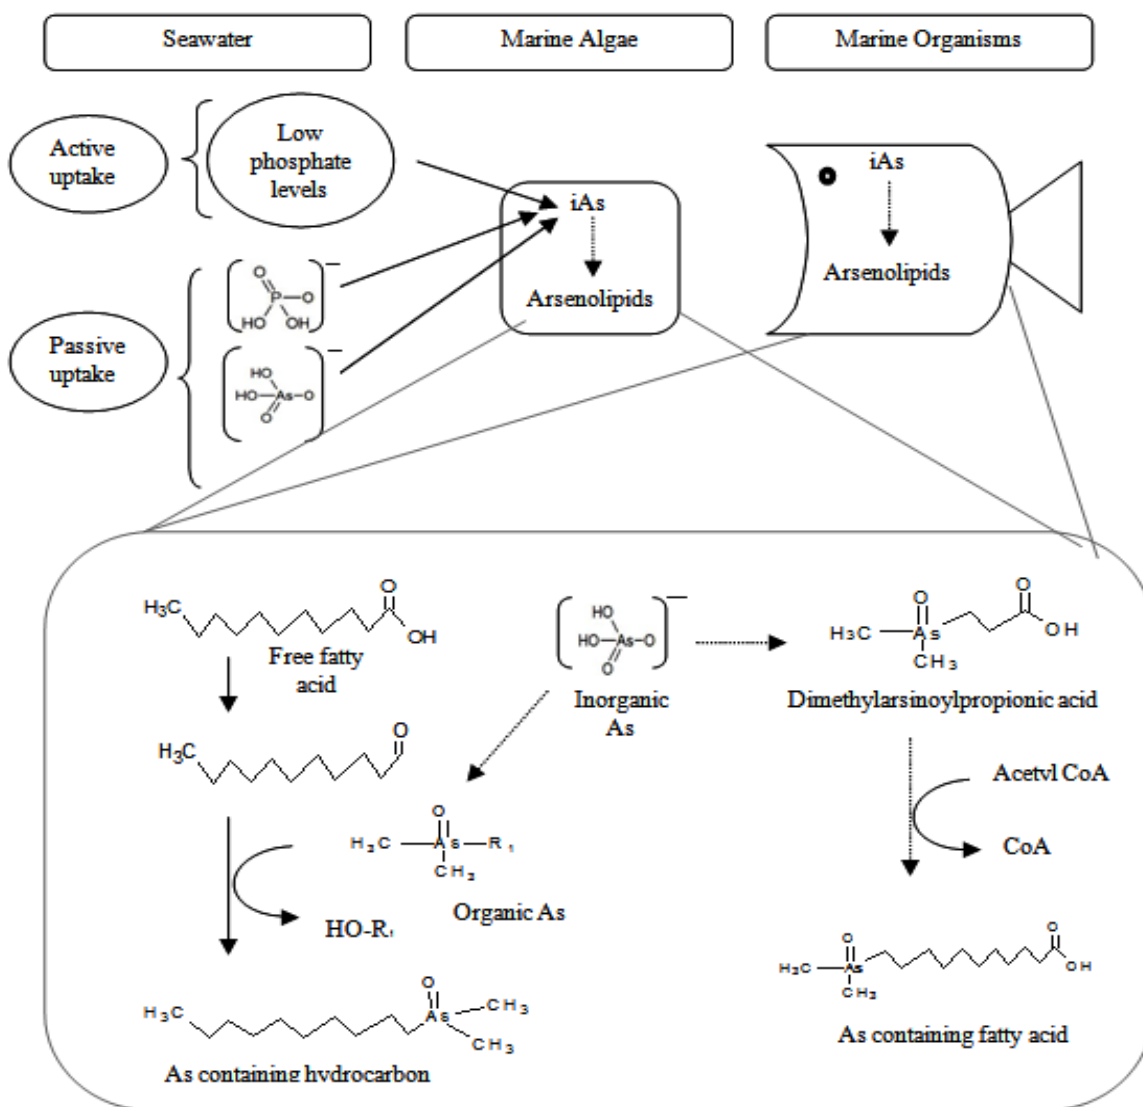 Seawater
Marine Algae
Marine Organisms
Active
uptake
Low
phosphate
levels
iAs
Arsenolipids
iAs
Arsenolipids
Passive
uptake
O
P
O
HO
OH
HO
HO
As
O
O
H₃C
O
OH
Free fatty
acid
HO
HO
As
O
O
Inorganic
As
O
H₃C
As
CH₃
O
OH
Dimethylarsinoylpropionic acid
H₃C
O
Acetyl CoA
CoA
O
H₃C
As
R₁
CH₃
Organic As
HO-R₁
O
H₃C
As
CH₃
O
OH
As containing fatty acid
H₃C
O
As
CH₃
CH₃
As containing hydrocarbon